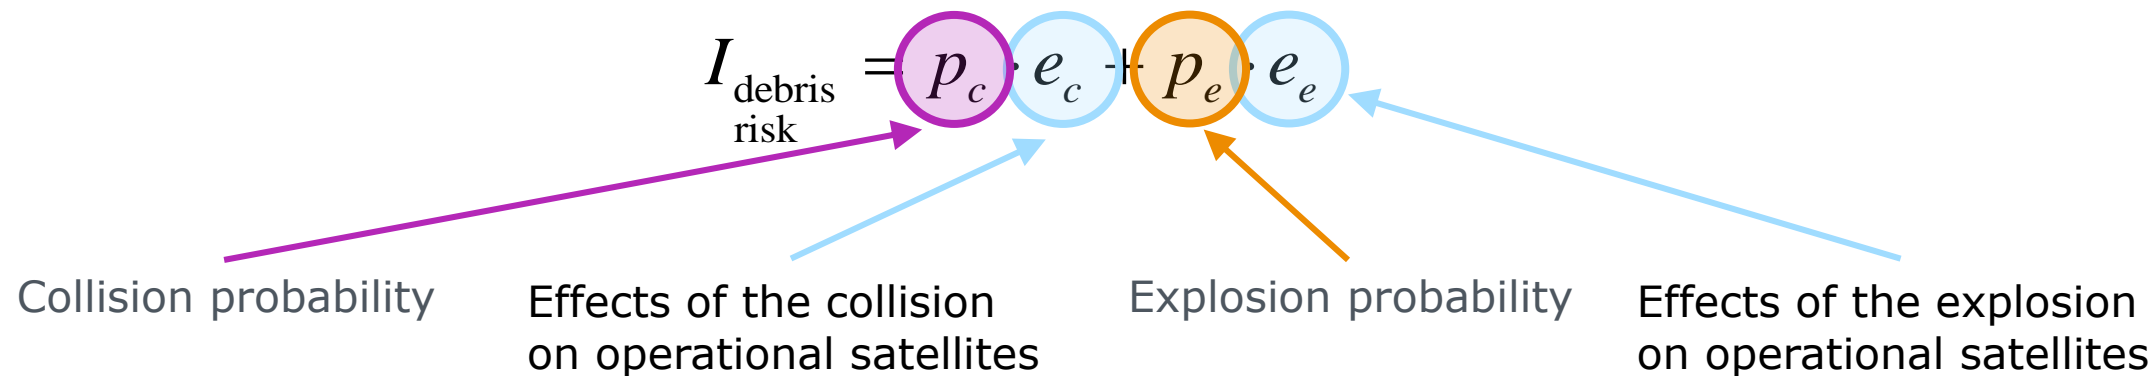 I debris risk = p_c · e_c + p_e · e_e
Collision probability
Effects of the collision
on operational satellites
Explosion probability
Effects of the explosion
on operational satellites